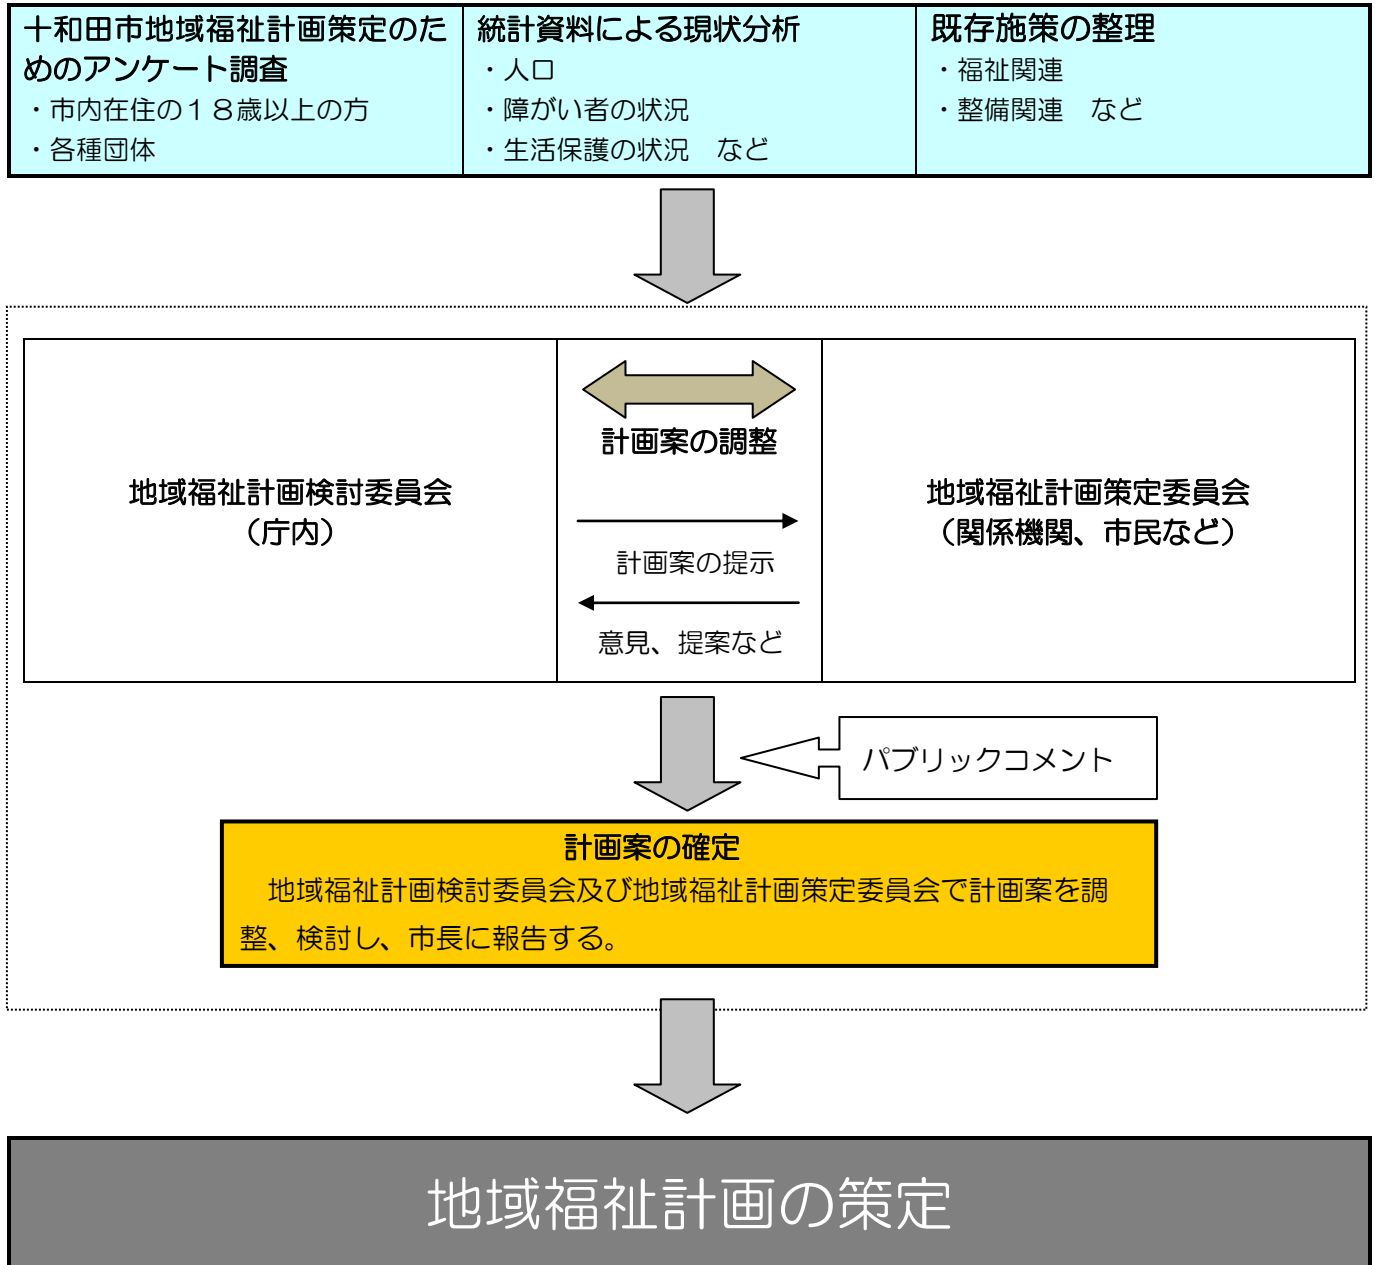 十和田市地域福祉計画策定のた
めのアンケート調査
・市内在住の１８歳以上の方
・各種団体
統計資料による現状分析
・人口
・障がい者の状況
・生活保護の状況　など
既存施策の整理
・福祉関連
・整備関連　など
地域福祉計画検討委員会
（庁内）
計画案の調整
計画案の提示
意見、提案など
地域福祉計画策定委員会
（関係機関、市民など）
パブリックコメント
計画案の確定
地域福祉計画検討委員会及び地域福祉計画策定委員会で計画案を調
整、検討し、市長に報告する。
地域福祉計画の策定